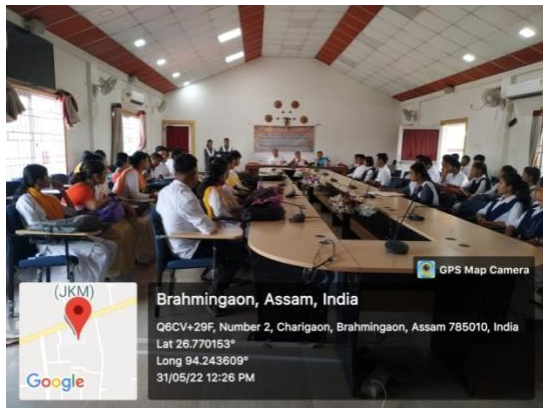 GPS Map Camera
(JKM)
Google
Brahmingaon, Assam, India
Q6CV+29F, Number 2, Charigaon, Brahmingaon, Assam 785010, India
Lat 26.770153°
Long 94.243609°
31/05/22 12:26 PM